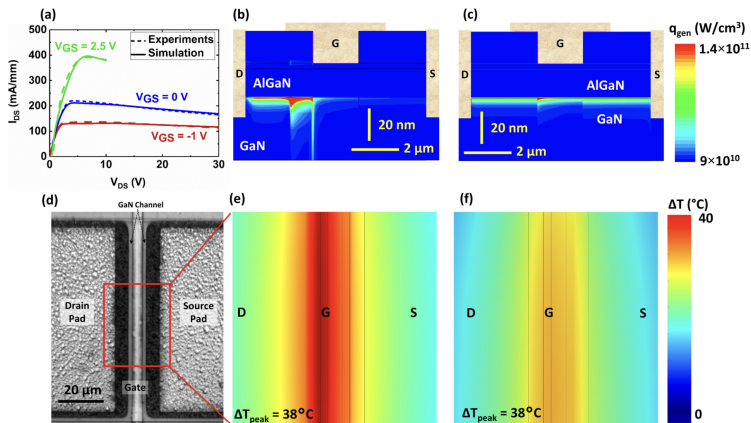 (a)
500
400
300
200
100
0
I_DS (mA/mm)
Experiments
Simulation
V_GS = 2.5 V
V_GS = 0 V
V_GS = -1 V
0 10 20 30
V_DS (V)
(b)
G
D
S
AlGaN
GaN
20 nm
2 μm
(c)
G
D
S
AlGaN
GaN
20 nm
2 μm
q_gen
(W/cm³)
1.4×10¹¹
9×10¹⁰
(d)
GaN Channel
Drain
Pad
Source
Pad
Gate
20 μm
(e)
D G S
ΔT_peak = 38°C
(f)
D G S
ΔT_peak = 38°C
ΔT (°C)
40
0